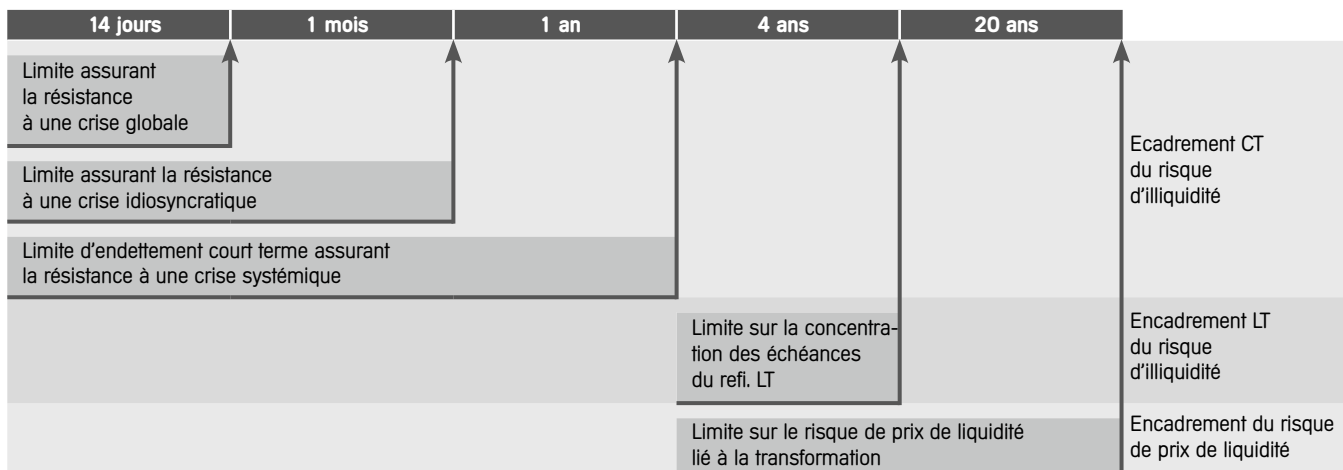 14 jours 1 mois 1 an 4 ans 20 ans
Limite assurant
la résistance
à une crise globale
Limite assurant la résistance
à une crise idiosyncratique
Limite d'endettement court terme assurant
la résistance à une crise systémique
Ecadrement CT
du risque
d'illiquidité
Limite sur la concentra-
tion des échéances
du refi. LT
Encadrement LT
du risque
d'illiquidité
Limite sur le risque de prix de liquidité
lié à la transformation
Encadrement du risque
de prix de liquidité